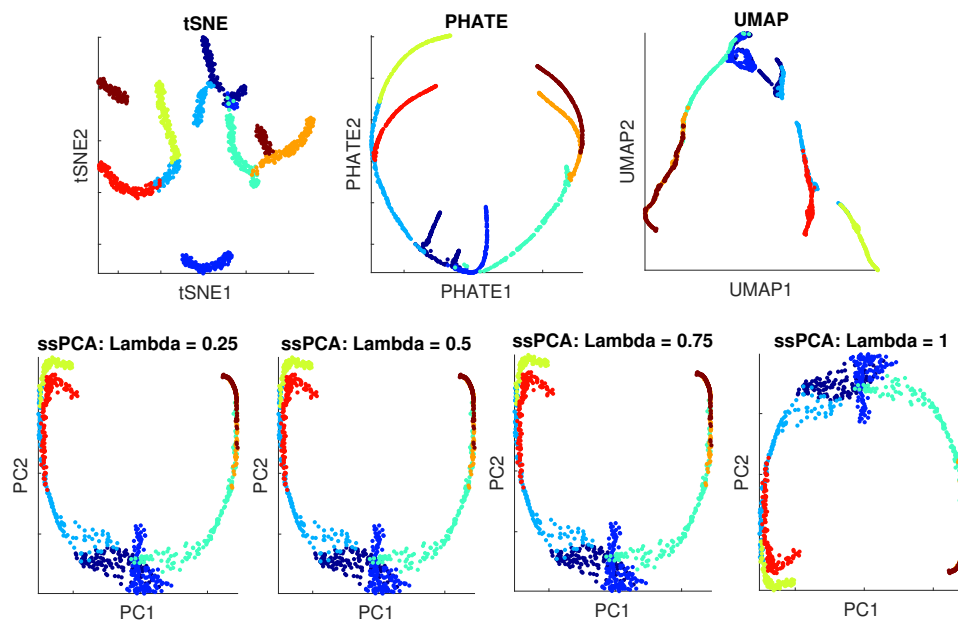 tSNE
PHATE
UMAP
tSNE2
PHATE2
UMAP2
tSNE1
PHATE1
UMAP1
ssPCA: Lambda = 0.25
ssPCA: Lambda = 0.5
ssPCA: Lambda = 0.75
ssPCA: Lambda = 1
PC2
PC2
PC2
PC2
PC1
PC1
PC1
PC1